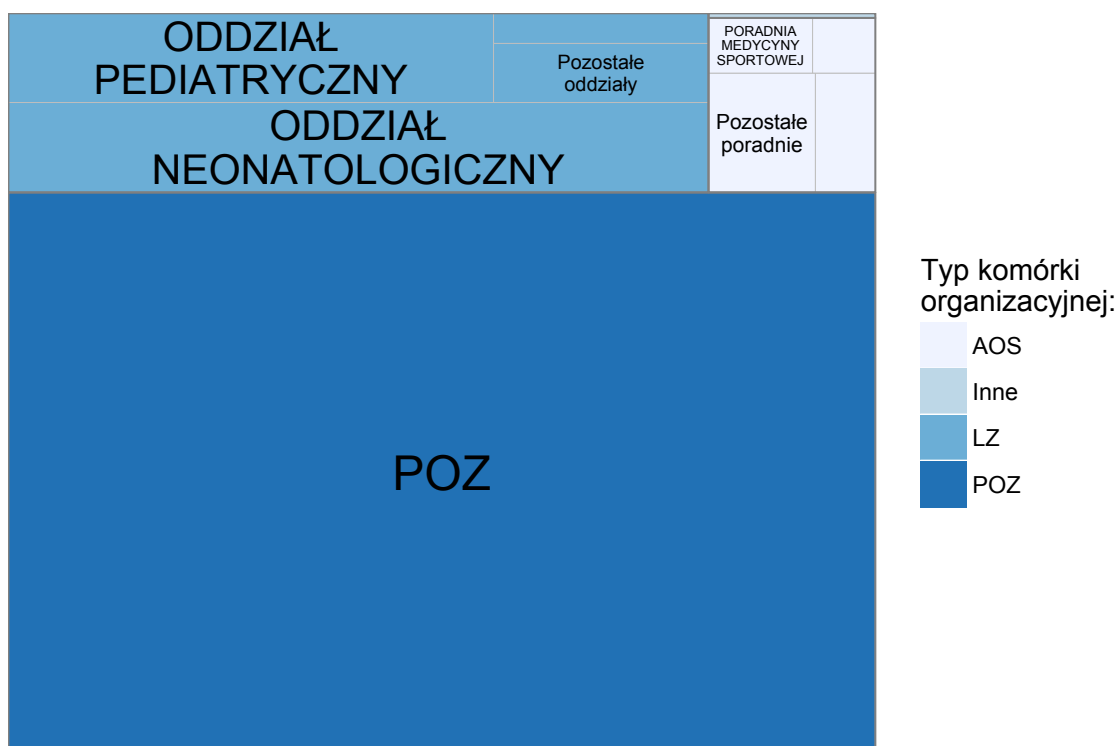 ODDZIAŁ
PEDIATRYCZNY
Pozostałe
oddziały
PORADNIA
MEDYCYNY
SPORTOWEJ
ODDZIAŁ
NEONATOLOGICZNY
Pozostałe
poradnie
POZ
Typ komórki
organizacyjnej:
AOS
Inne
LZ
POZ